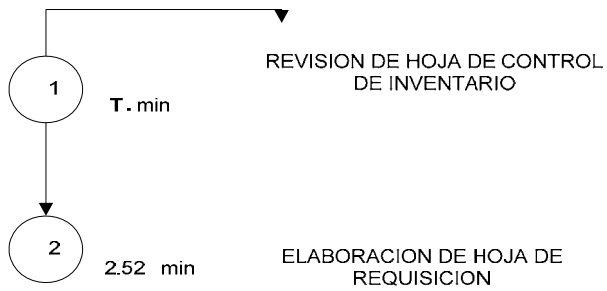 REVISION DE HOJA DE CONTROL
DE INVENTARIO
1
T. min
2
2.52 min
ELABORACION DE HOJA DE
REQUISICION